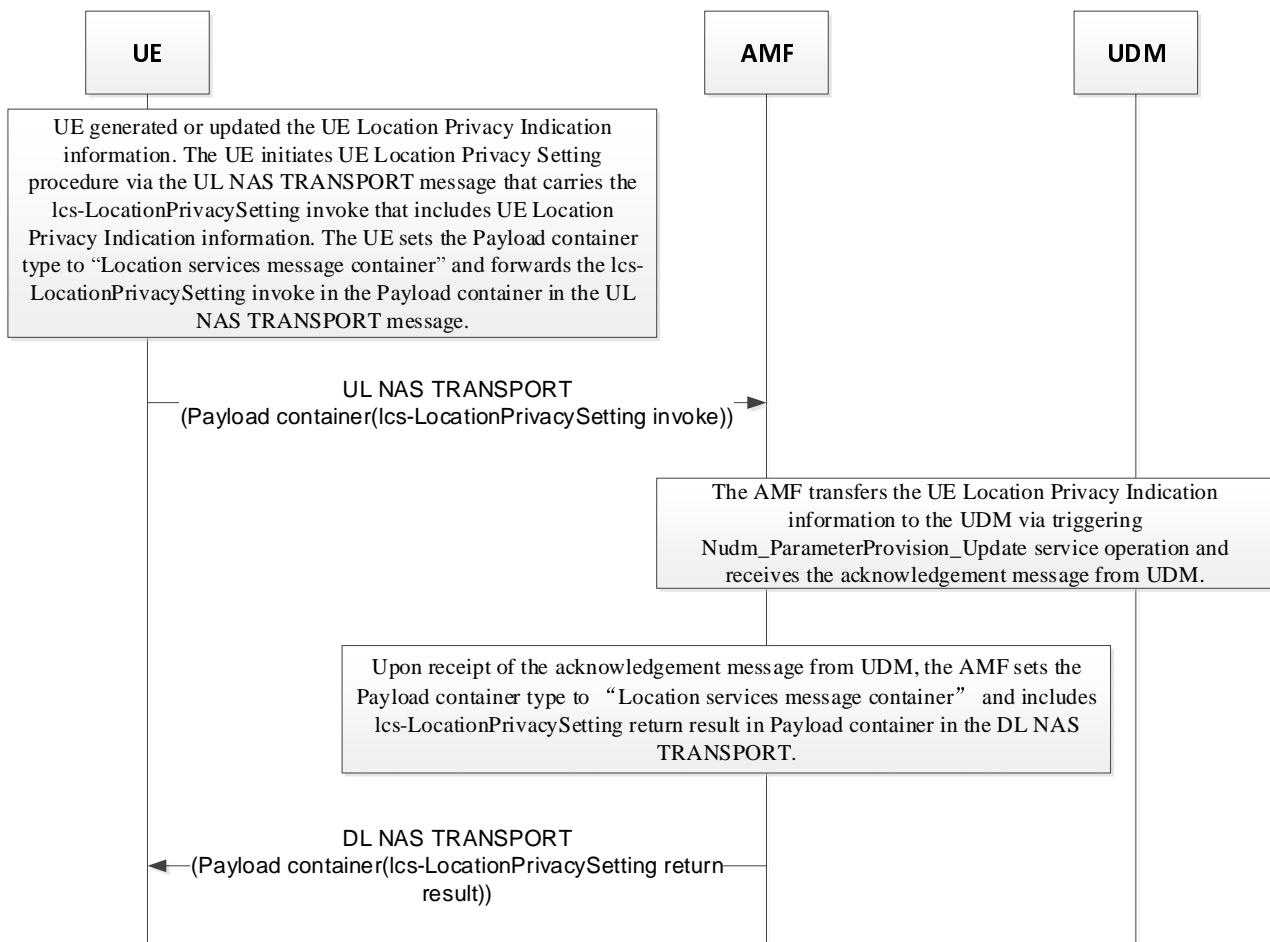 UE
AMF
UDM
UE generated or updated the UE Location Privacy Indication
information. The UE initiates UE Location Privacy Setting
procedure via the UL NAS TRANSPORT message that carries the
lcs-LocationPrivacySetting invoke that includes UE Location
Privacy Indication information. The UE sets the Payload container
type to “Location services message container” and forwards the lcs-
LocationPrivacySetting invoke in the Payload container in the UL
NAS TRANSPORT message.
UL NAS TRANSPORT
(Payload container(lcs-LocationPrivacySetting invoke))
The AMF transfers the UE Location Privacy Indication
information to the UDM via triggering
Nudm_ParameterProvision_Update service operation and
receives the acknowledgement message from UDM.
Upon receipt of the acknowledgement message from UDM, the AMF sets the
Payload container type to “Location services message container” and includes
lcs-LocationPrivacySetting return result in Payload container in the DL NAS
TRANSPORT.
DL NAS TRANSPORT
(Payload container(lcs-LocationPrivacySetting return
result))